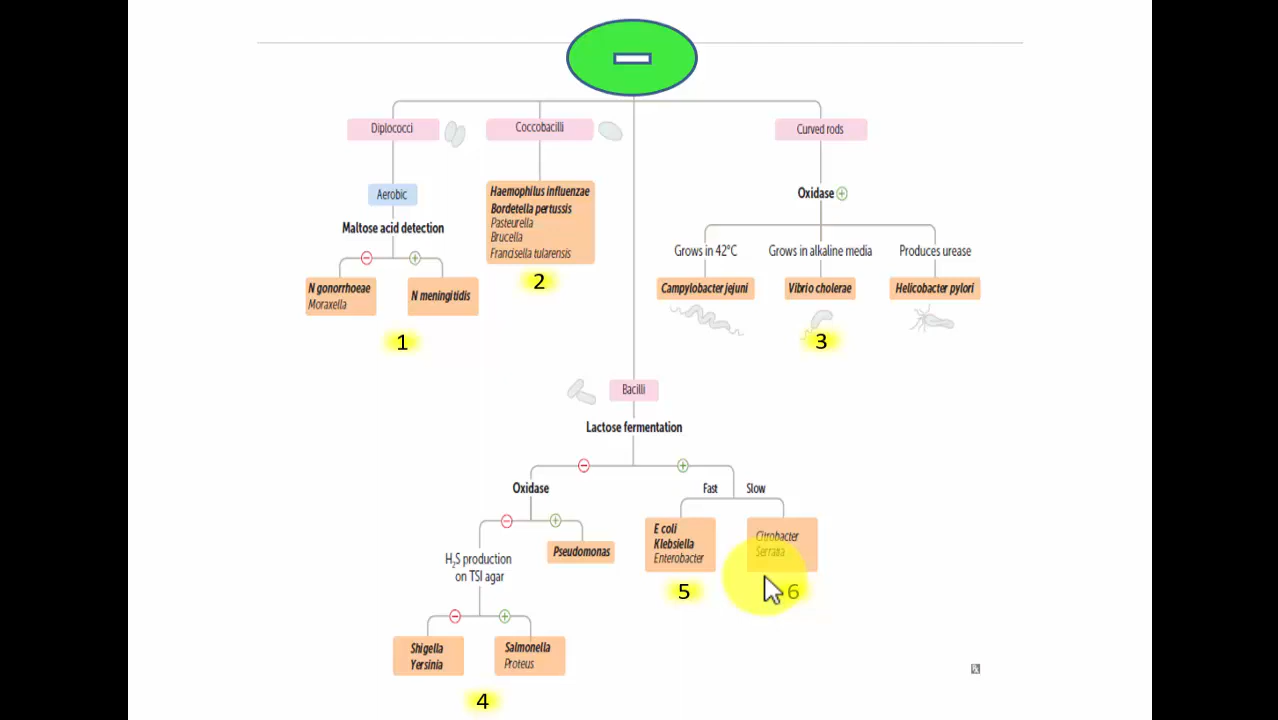 −
Diplococci
Coccobacilli
Curved rods
Aerobic
Maltose acid detection
−
+
N gonorrhoeae
Moraxella
N meningitidis
1
Haemophilus influenzae
Bordetella pertussis
Pasteurella
Brucella
Francisella tularensis
2
Oxidase +
Grows in 42°C
Grows in alkaline media
Produces urease
Campylobacter jejuni
Vibrio cholerae
Helicobacter pylori
3
Bacilli
Lactose fermentation
−
+
Oxidase
Fast
Slow
−
+
Pseudomonas
E coli
Klebsiella
Enterobacter
Citrobacter
Serratia
H₂S production
on TSI agar
5
6
−
+
Shigella
Yersinia
Salmonella
Proteus
4